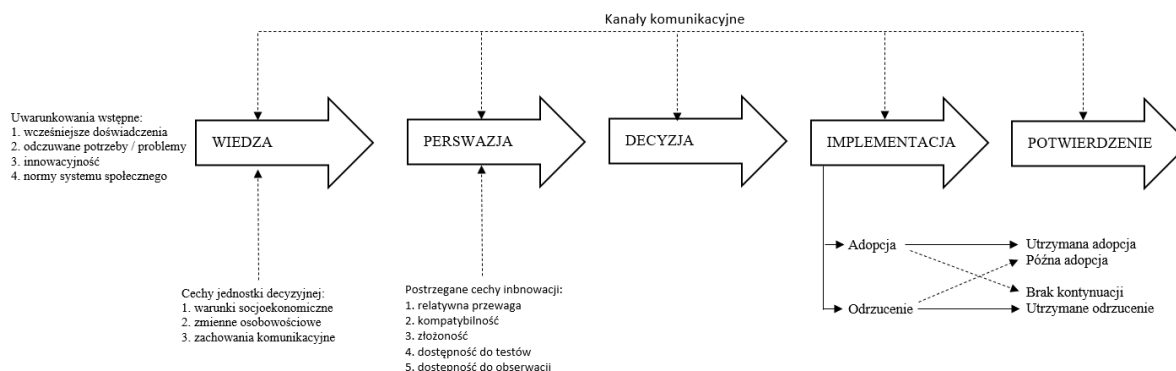 Kanały komunikacyjne
Uwarunkowania wstępne:
1. wcześniejsze doświadczenia
2. odczuwane potrzeby / problemy
3. innowacyjność
4. normy systemu społecznego
WIEDZA
PERSWAZJA
DECYZJA
IMPLEMENTACJA
POTWIERDZENIE
Cechy jednostki decyzyjnej:
1. warunki socjoekonomiczne
2. zmienne osobowościowe
3. zachowania komunikacyjne
Postrzegane cechy inbnowacji:
1. relatywna przewaga
2. kompatybilność
3. złożoność
4. dostępność do testów
5. dostępność do obserwacji
Adopcja
Odrzucenie
Utrzymana adopcja
Późna adopcja
Brak kontynuacji
Utrzymane odrzucenie